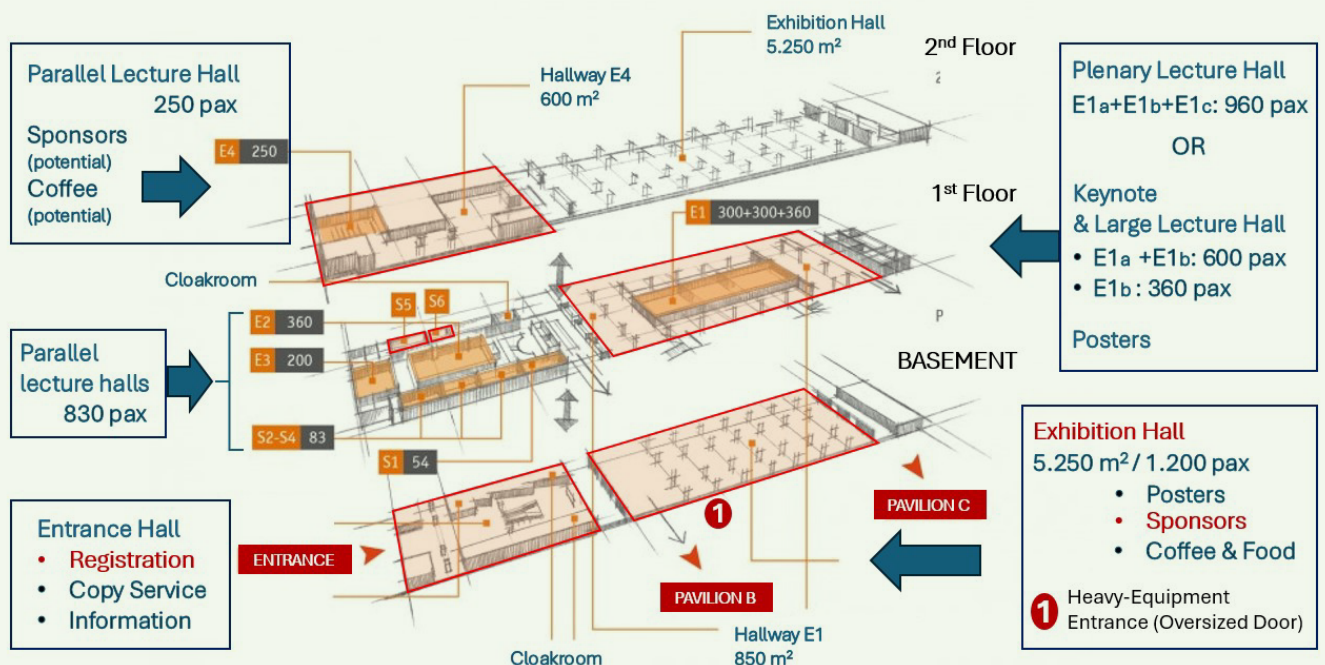 Parallel Lecture Hall
250 pax
Sponsors
(potential)
Coffee
(potential)
E4 250
Hallway E4
600 m²
Exhibition Hall
5.250 m²
2nd Floor
2
1st Floor
E1 300+300+360
Plenary Lecture Hall
E1a+E1b+E1c: 960 pax
OR
Keynote
& Large Lecture Hall
• E1a +E1b: 600 pax
• E1b : 360 pax
Posters
Cloakroom
S5
S6
E2 360
E3 200
S2-S4 83
S1 54
Parallel
lecture halls
830 pax
P
BASEMENT
Entrance Hall
• Registration
• Copy Service
• Information
ENTRANCE
1
PAVILION B
PAVILION C
Cloakroom
Hallway E1
850 m²
Exhibition Hall
5.250 m² / 1.200 pax
• Posters
• Sponsors
• Coffee & Food
1 Heavy-Equipment
Entrance (Oversized Door)